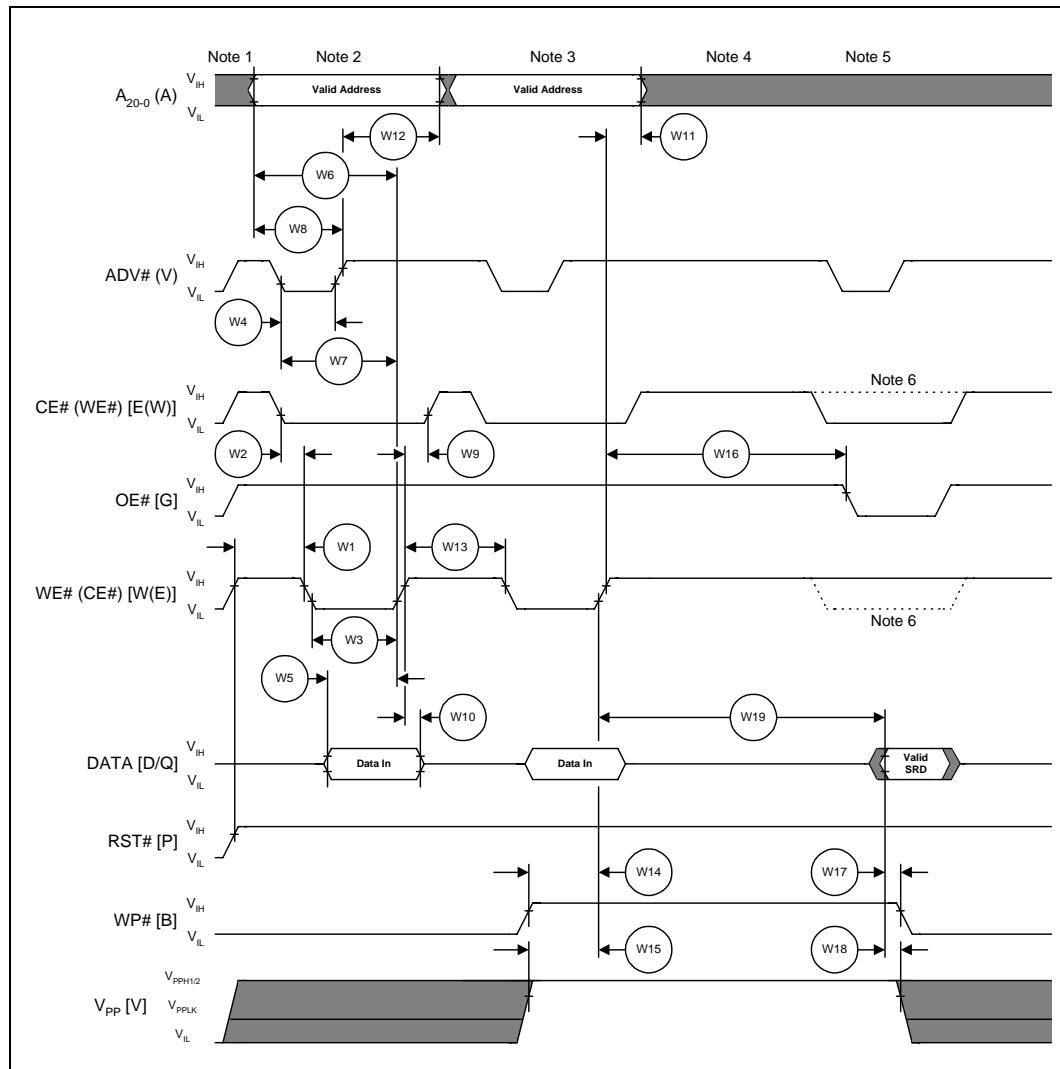 Note 1 Note 2 Note 3 Note 4 Note 5
VIH
A20-0 (A) Valid Address Valid Address
VIL
W12 W11
W6
W8
VIH
ADV# (V)
VIL
W4
W7
VIH Note 6
CE# (WE#) [E(W)]
VIL
W2 W9 W16
VIH
OE# [G]
VIL
W1 W13
VIH
WE# (CE#) [W(E)]
VIL Note 6
W3
W5
W10 W19
VIH
DATA [D/Q] Data In Data In Valid SRD
VIL
VIH
RST# [P]
VIL
W14 W17
VIH
WP# [B]
VIL
W15 W18
VPPH1/2
VPP [V] VPPLK
VIL